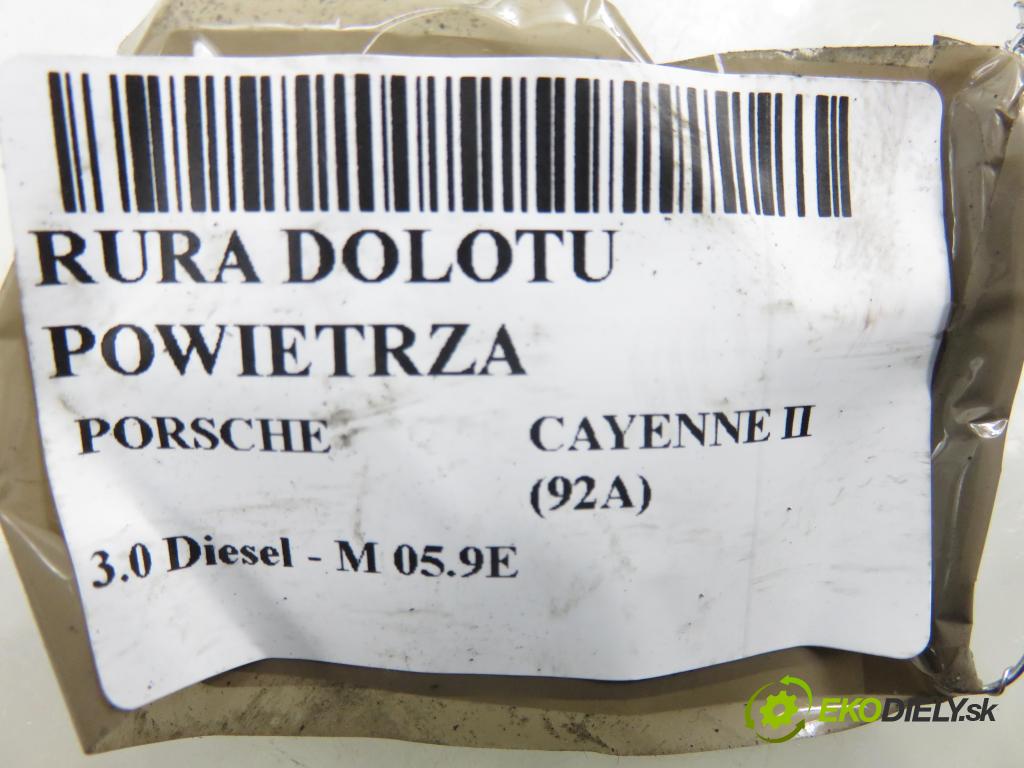 RURA DOLOTU
POWIETRZA
PORSCHE CAYENNE II
(92A)
3.0 Diesel - M 05.9E
EKODIELY.sk